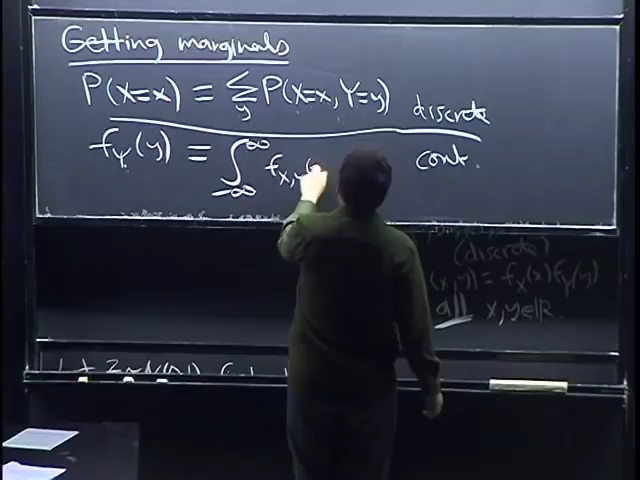 Getting marginals
P(X=x) = Σ_y P(X=x, Y=y) discrete
f_Y(y) = ∫_{-∞}^{∞} f_{X,Y}( cont.
(discrete)
(x,y) = f_X(x) f_Y(y)
all x,y∈ℝ.